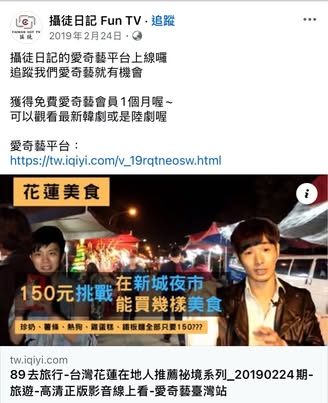 攝徒日記 Fun TV · 追蹤
2019年2月24日 ·
攝徒日記的愛奇藝平台上線囉
追蹤我們愛奇藝就有機會
獲得免費愛奇藝會員1個月喔~
可以觀看最新韓劇或是陸劇喔
愛奇藝平台：
https://tw.iqiyi.com/v_19rqtneosw.html
花蓮美食
150元挑戰
在新城夜市
能買幾樣美食
珍奶、薯條、熱狗、雞蛋糕、鐵板麵全部只要150???
tw.iqiyi.com
89去旅行-台灣花蓮在地人推薦祕境系列_20190224期-
旅遊-高清正版影音線上看-愛奇藝臺灣站